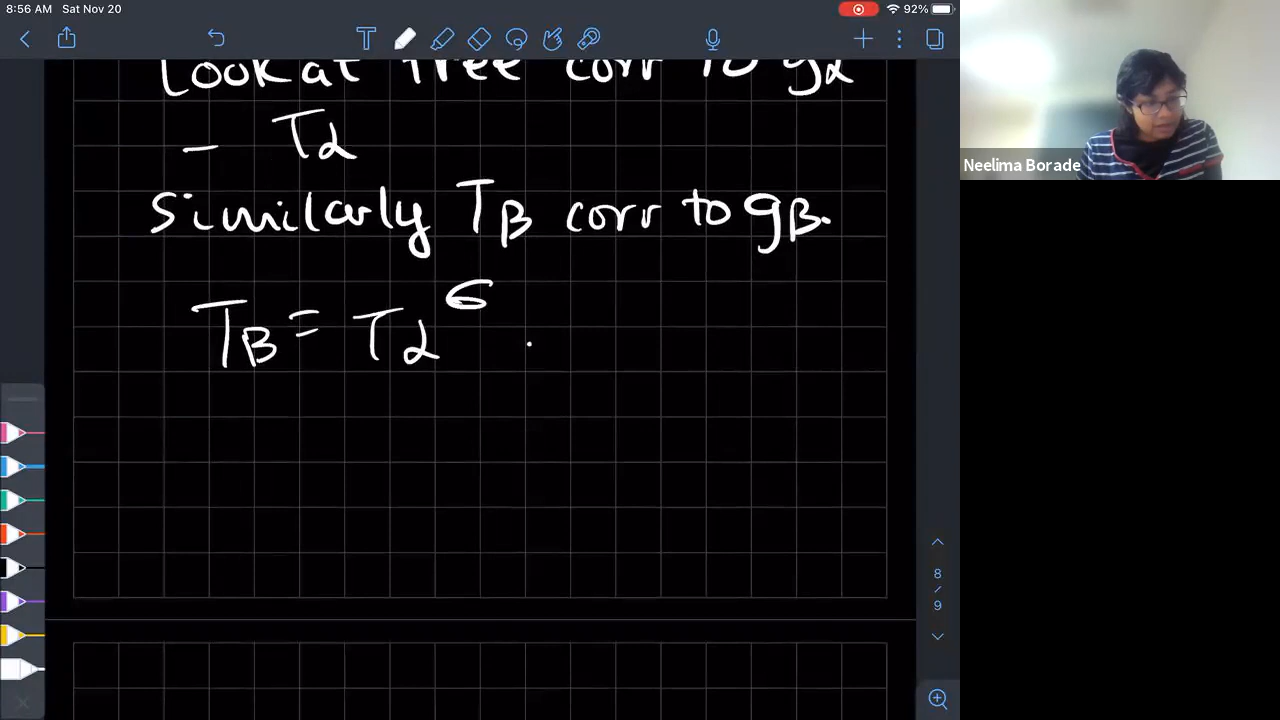 8:56 AM Sat Nov 20
92%
Look at tree corr to gα
- Tα
Similarly Tβ corr to gβ.
Tβ = Tα^6 .
Neelima Borade
8
/
9